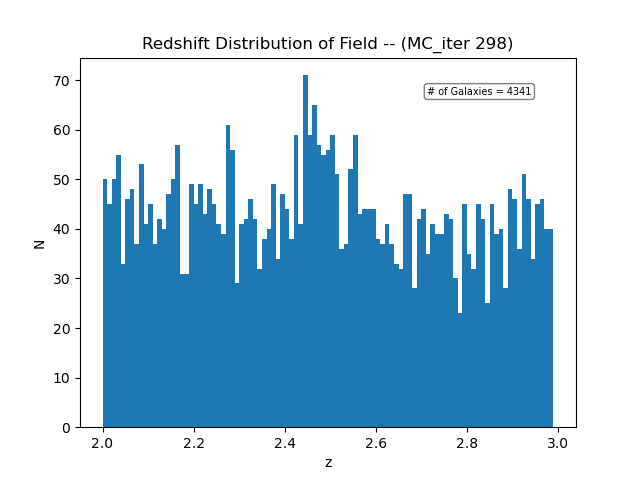 Redshift Distribution of Field -- (MC_iter 298)
# of Galaxies = 4341
N
70
60
50
40
30
20
10
0
2.0 2.2 2.4 2.6 2.8 3.0
z